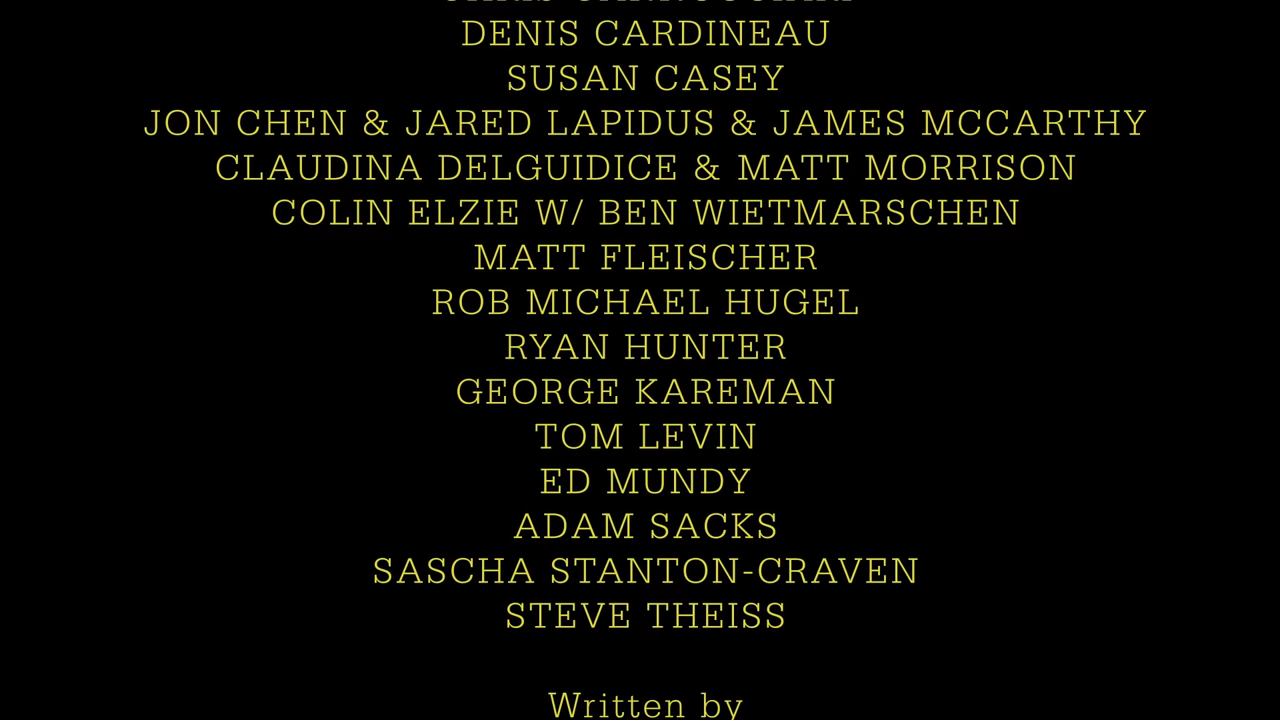 DENIS CARDINEAU
SUSAN CASEY
JON CHEN & JARED LAPIDUS & JAMES MCCARTHY
CLAUDINA DELGUIDICE & MATT MORRISON
COLIN ELZIE W/ BEN WIETMARSCHEN
MATT FLEISCHER
ROB MICHAEL HUGEL
RYAN HUNTER
GEORGE KAREMAN
TOM LEVIN
ED MUNDY
ADAM SACKS
SASCHA STANTON-CRAVEN
STEVE THEISS
Written by